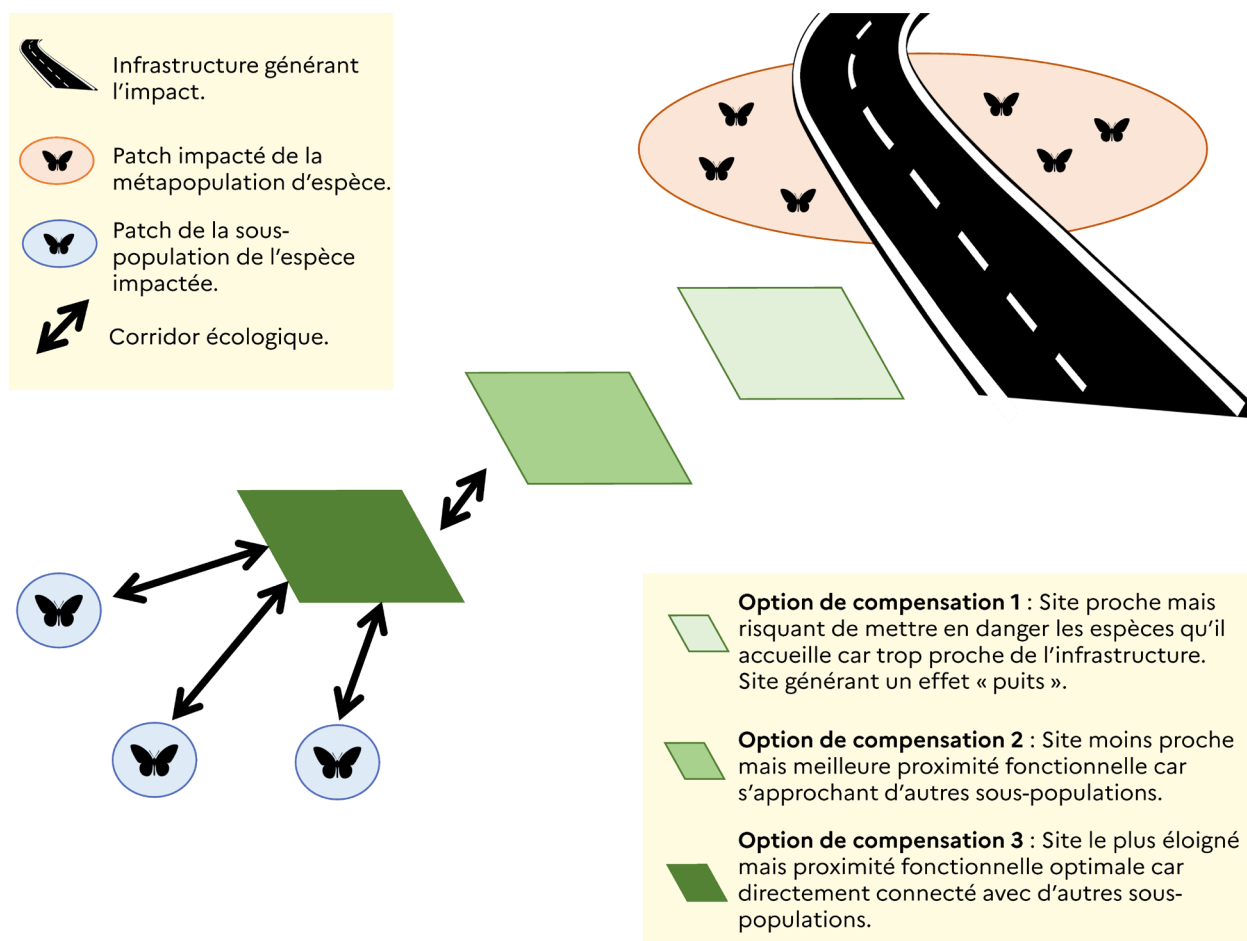 Infrastructure générant
l'impact.
Patch impacté de la
métapopulation d'espèce.
Patch de la sous-
population de l'espèce
impactée.
Corridor écologique.
Option de compensation 1 : Site proche mais
risquant de mettre en danger les espèces qu'il
accueille car trop proche de l'infrastructure.
Site générant un effet « puits ».
Option de compensation 2 : Site moins proche
mais meilleure proximité fonctionnelle car
s'approchant d'autres sous-populations.
Option de compensation 3 : Site le plus éloigné
mais proximité fonctionnelle optimale car
directement connecté avec d'autres sous-
populations.